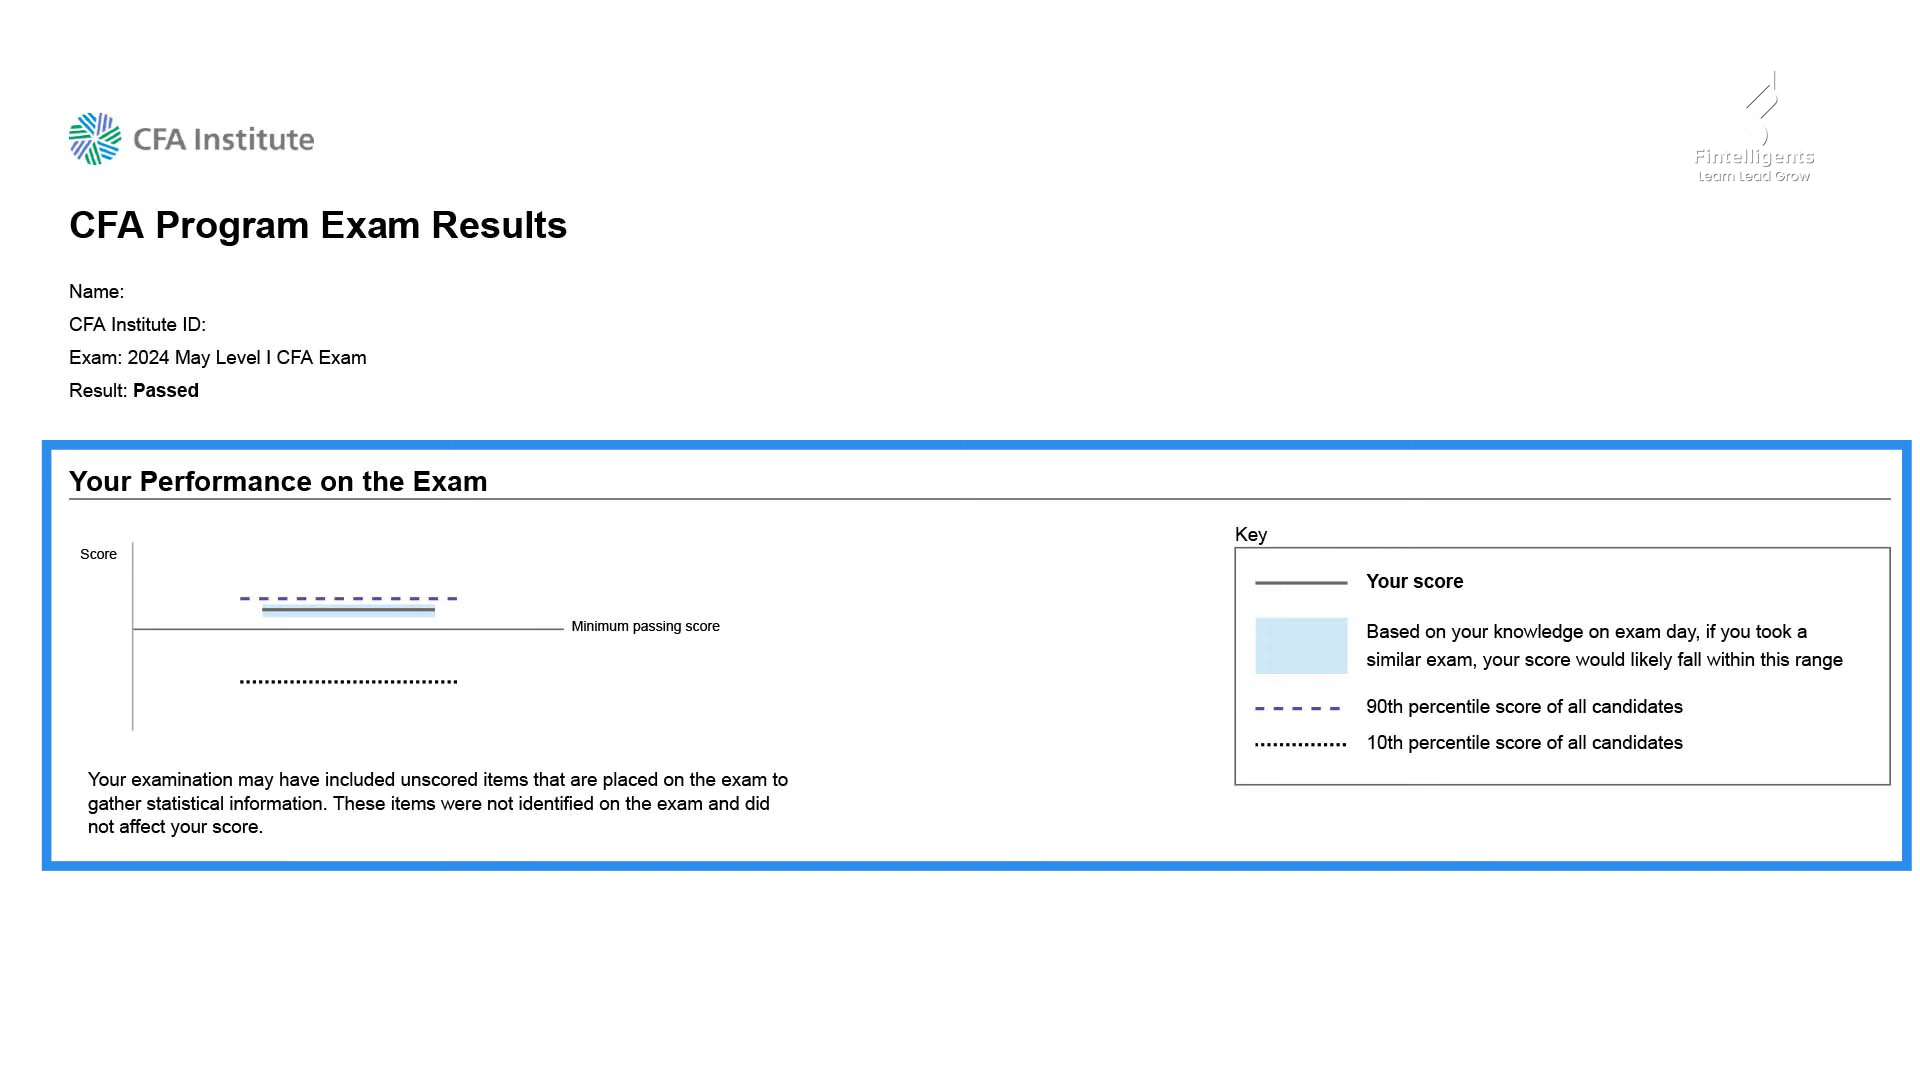 CFA Institute
Fintelligents
Learn Lead Grow
CFA Program Exam Results
Name:
CFA Institute ID:
Exam: 2024 May Level I CFA Exam
Result: Passed
Your Performance on the Exam
Score
Minimum passing score
Your examination may have included unscored items that are placed on the exam to
gather statistical information. These items were not identified on the exam and did
not affect your score.
Key
Your score
Based on your knowledge on exam day, if you took a
similar exam, your score would likely fall within this range
90th percentile score of all candidates
10th percentile score of all candidates